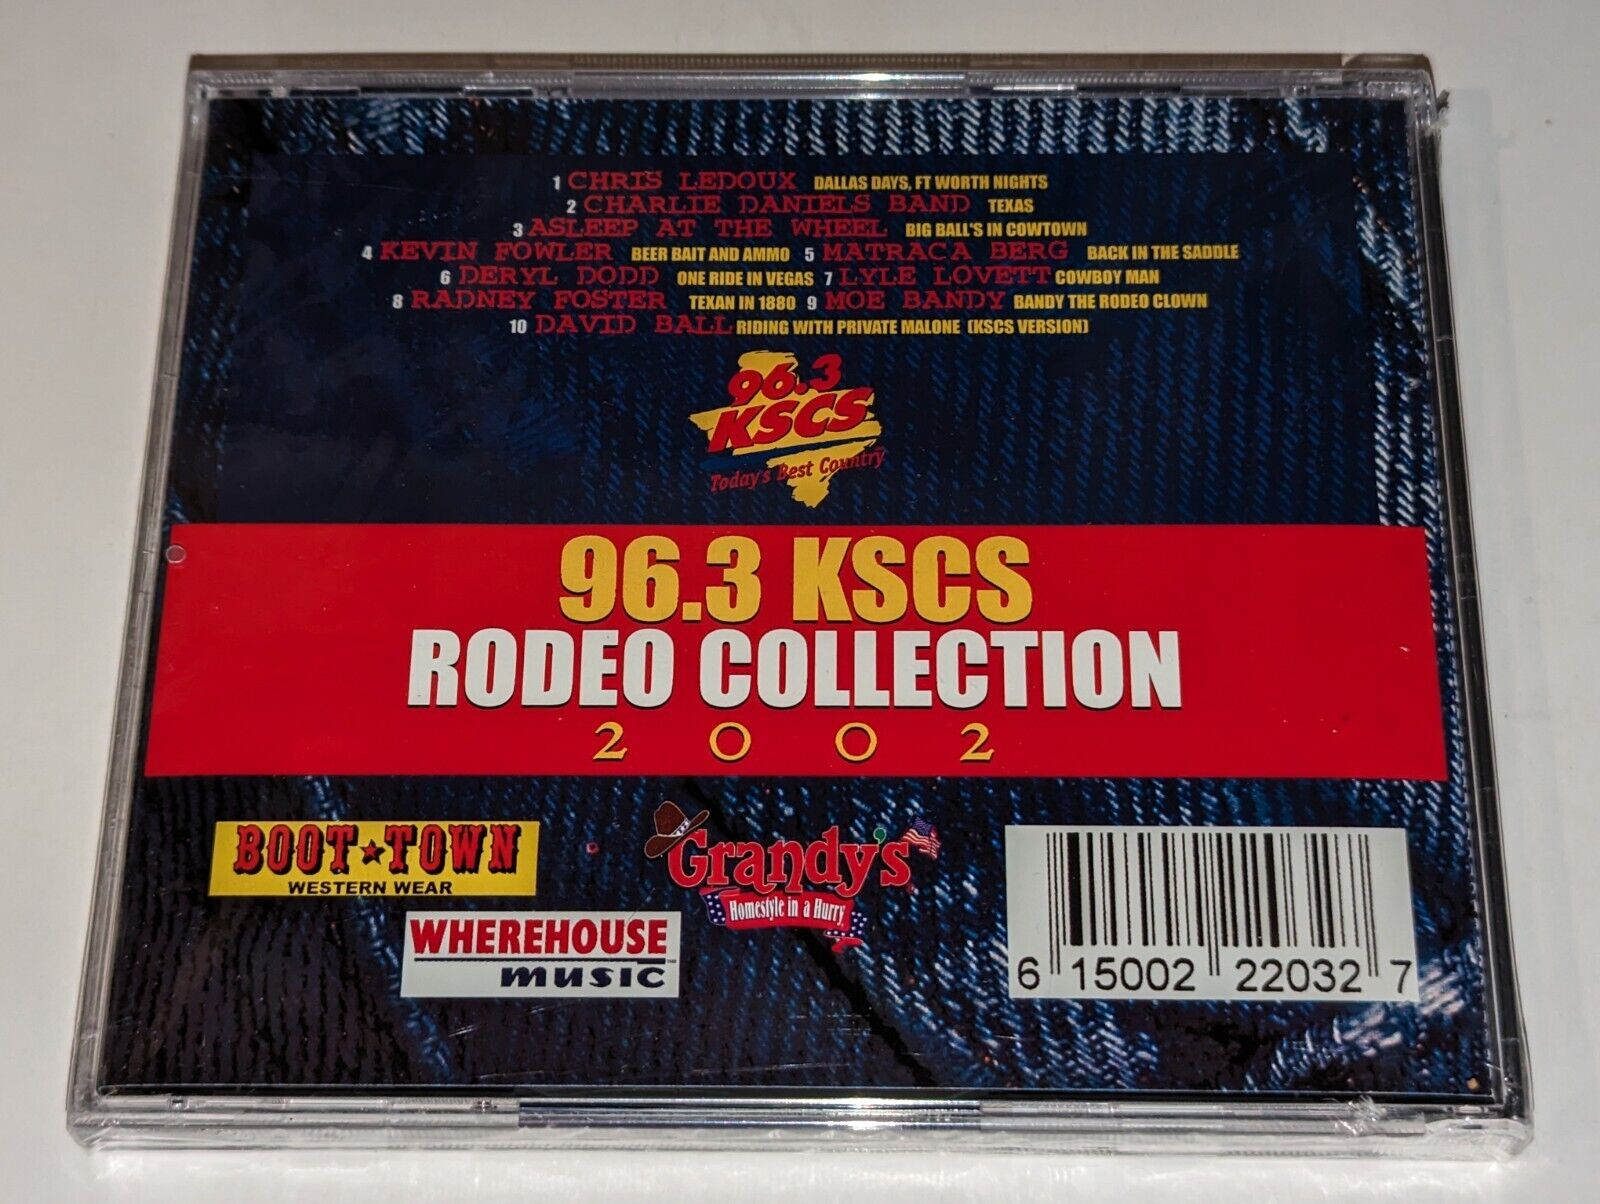 1 CHRIS LEDOUX DALLAS DAYS, FT WORTH NIGHTS
2 CHARLIE DANIELS BAND TEXAS
3 ASLEEP AT THE WHEEL BIG BALL'S IN COWTOWN
4 KEVIN FOWLER BEER BAIT AND AMMO 5 MATRACA BERG BACK IN THE SADDLE
6 DERYL DODD ONE RIDE IN VEGAS 7 LYLE LOVETT COWBOY MAN
8 RADNEY FOSTER TEXAN IN 1880 9 MOE BANDY BANDY THE RODEO CLOWN
10 DAVID BALL RIDING WITH PRIVATE MALONE (KSCS VERSION)
96.3
KSCS
Today's Best Country
96.3 KSCS
RODEO COLLECTION
2002
BOOT TOWN
WESTERN WEAR
WHEREHOUSE
music
Grandy's
Homestyle in a Hurry
6 15002 22032 7